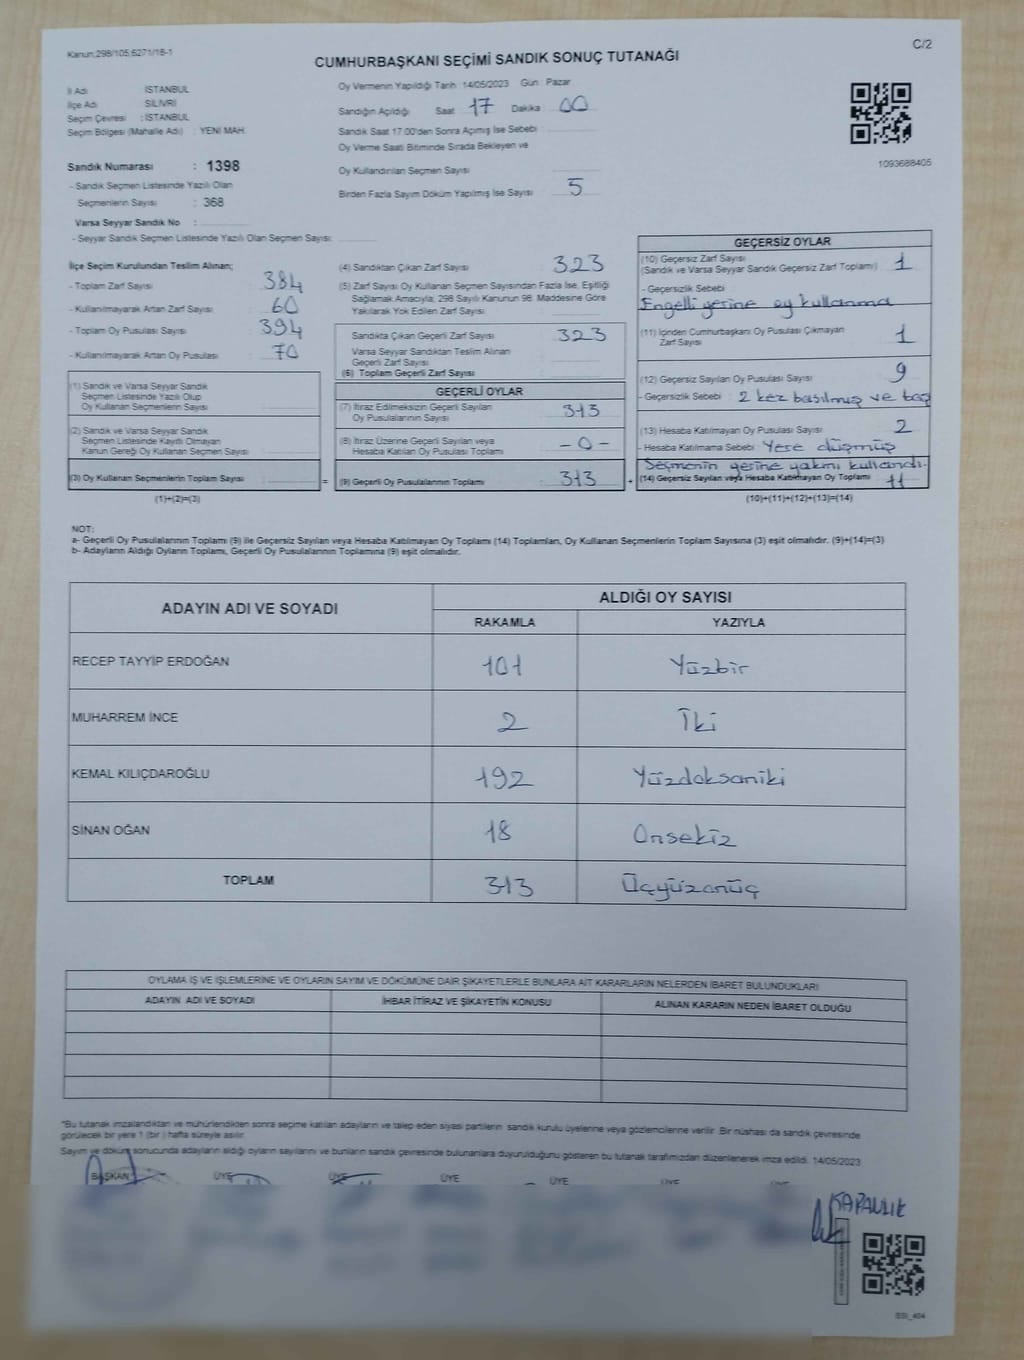 Kanun:298/105,6271/18-1
C/2
CUMHURBAŞKANI SEÇİMİ SANDIK SONUÇ TUTANAĞI
İl Adı : İSTANBUL
İlçe Adı : SİLİVRİ
Seçim Çevresi : İSTANBUL
Seçim Bölgesi (Mahalle Adı) : YENİ MAH.
Oy Vermenin Yapıldığı Tarih : 14/05/2023 Gün : Pazar
Sandığın Açıldığı Saat 17 Dakika 00
Sandık Saat 17:00'den Sonra Açımış İse Sebebi :
Oy Verme Saati Bitiminde Sırada Bekleyen ve
Oy Kullandırılan Seçmen Sayısı
Birden Fazla Sayım Döküm Yapılmış İse Sayısı 5
1093688405
Sandık Numarası : 1398
- Sandık Seçmen Listesinde Yazılı Olan
Seçmenlerin Sayısı : 368
Varsa Seyyar Sandık No :
- Seyyar Sandık Seçmen Listesinde Yazılı Olan Seçmen Sayısı:
İlçe Seçim Kurulundan Teslim Alınan;
- Toplam Zarf Sayısı : 384
- Kullanılmayarak Artan Zarf Sayısı : 60
- Toplam Oy Pusulası Sayısı : 394
- Kullanılmayarak Artan Oy Pusulası : 70
(1) Sandık ve Varsa Seyyar Sandık
Seçmen Listesinde Yazılı Olup
Oy Kullanan Seçmenlerin Sayısı
(2) Sandık ve Varsa Seyyar Sandık
Seçmen Listesinde Kayıtlı Olmayan
Kanun Gereği Oy Kullanan Seçmen Sayısı
(3) Oy Kullanan Seçmenlerin Toplam Sayısı :
(1)+(2)=(3)
(4) Sandıktan Çıkan Zarf Sayısı 323
(5) Zarf Sayısı Oy Kullanan Seçmen Sayısından Fazla İse, Eşitliği
Sağlamak Amacıyla, 298 Sayılı Kanunun 98. Maddesine Göre
Yakılarak Yok Edilen Zarf Sayısı
Sandıkta Çıkan Geçerli Zarf Sayısı : 323
Varsa Seyyar Sandıktan Teslim Alınan
Geçerli Zarf Sayısı
(6) Toplam Geçerli Zarf Sayısı :
GEÇERLİ OYLAR
(7) İtiraz Edilmeksizin Geçerli Sayılan
Oy Pusulasının Sayısı 313
(8) İtiraz Üzerine Geçerli Sayılan veya
Hesaba Katılan Oy Pusulası Toplamı - 0 -
= (9) Geçerli Oy Pusulalarının Toplamı 313 +
GEÇERSİZ OYLAR
(10) Geçersiz Zarf Sayısı
(Sandık ve Varsa Seyyar Sandık Geçersiz Zarf Toplamı) : 1
- Geçersizlik Sebebi :
Engelli yerine oy kullanma
(11) İçinden Cumhurbaşkanı Oy Pusulası Çıkmayan
Zarf Sayısı 1
(12) Geçersiz Sayılan Oy Pusulası Sayısı 9
- Geçersizlik Sebebi : 2 kez basılmış ve boş
(13) Hesaba Katılmayan Oy Pusulası Sayısı 2
- Hesaba Katılmama Sebebi : Yere düşmüş
Seçmenin yerine yakını kullandı.
(14) Geçersiz Sayılan veya Hesaba Katılmayan Oy Toplamı 11
(10)+(11)+(12)+(13)=(14)
NOT:
a- Geçerli Oy Pusulalarının Toplamı (9) ile Geçersiz Sayılan veya Hesaba Katılmayan Oy Toplamı (14) Toplamları, Oy Kullanan Seçmenlerin Toplam Sayısına (3) eşit olmalıdır. (9)+(14)=(3)
b- Adayların Aldığı Oyların Toplamı, Geçerli Oy Pusulalarının Toplamına (9) eşit olmalıdır.
ADAYIN ADI VE SOYADI
ALDIĞI OY SAYISI
RAKAMLA YAZIYLA
RECEP TAYYİP ERDOĞAN 101 Yüzbir
MUHARREM İNCE 2 İki
KEMAL KILIÇDAROĞLU 192 Yüzdoksaniki
SİNAN OĞAN 18 Onsekiz
TOPLAM 313 Üçyüzonüç
OYLAMA İŞ VE İŞLEMLERİNE VE OYLARIN SAYIM VE DÖKÜMÜNE DAİR ŞİKAYETLERLE BUNLARA AİT KARARLARIN NELERDEN İBARET BULUNDUKLARI
ADAYIN ADI VE SOYADI İHBAR İTİRAZ VE ŞİKAYETİN KONUSU ALINAN KARARIN NEDEN İBARET OLDUĞU
"Bu tutanak imzalandıktan ve mühürlendikten sonra seçime katılan adayların ve talep eden siyasi partilerin sandık kurulu üyelerine veya gözlemcilerine verilir. Bir nüshası da sandık çevresinde
görülecek bir yere 1 (bir ) hafta süreyle asılır.
Sayım ve döküm sonucunda adayların aldığı oyların sayılarını ve bunların sandık çevresinde bulunanlara duyurulduğunu gösteren bu tutanak tarafımızdan düzenlenerek imza edildi. 14/05/2023
BAŞKAN ÜYE ÜYE ÜYE ÜYE ÜYE ÜYE
KAPAKLIK